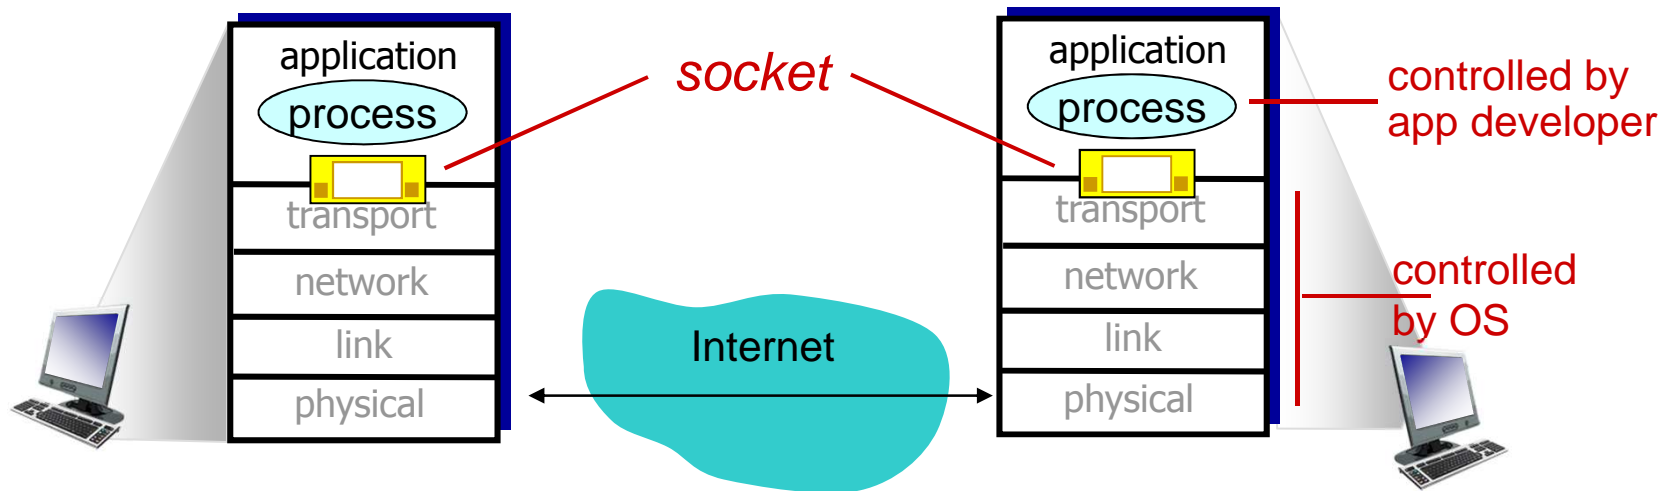 application
process
transport
network
link
physical
socket
Internet
application
process
transport
network
link
physical
controlled by
app developer
controlled
by OS